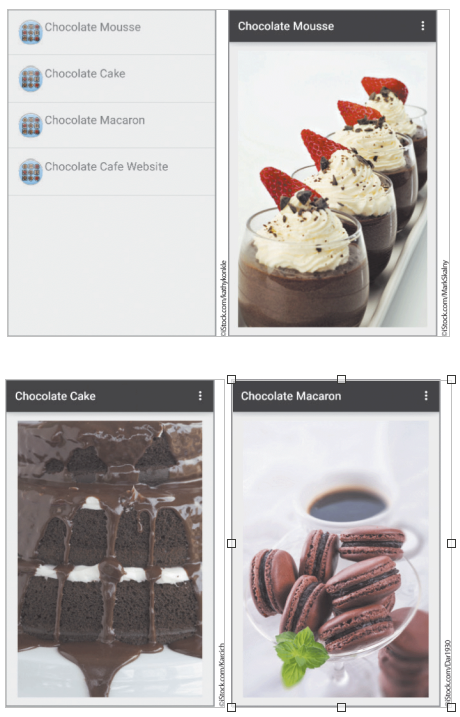 Chocolate Mousse
Chocolate Cake
Chocolate Macaron
Chocolate Cafe Website
©iStock.com/kathykonkle
Chocolate Mousse
©iStock.com/MarkSkalny
Chocolate Cake
©iStock.com/Karcich
Chocolate Macaron
©iStock.com/Dar1930